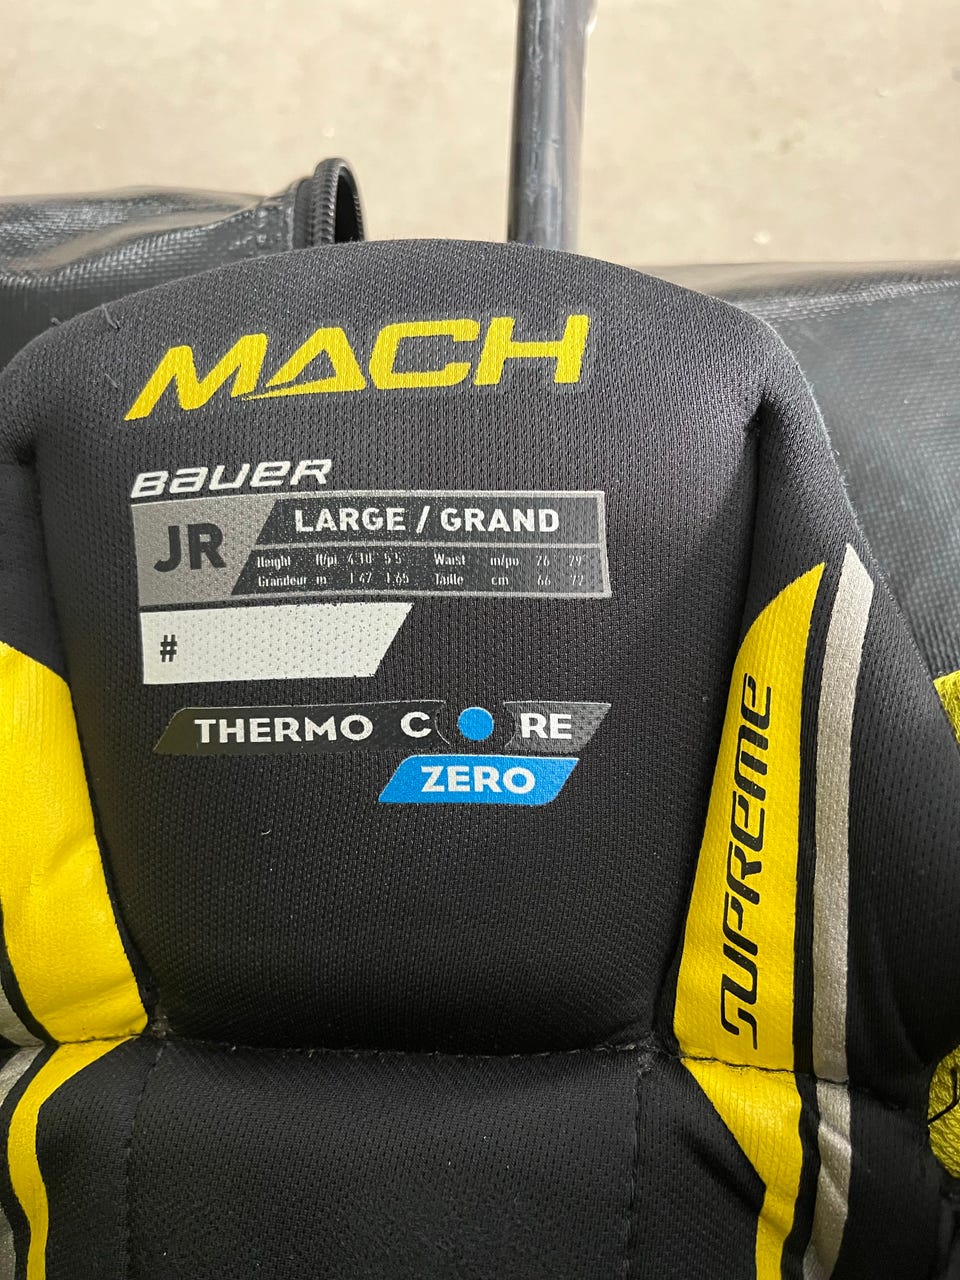 MACH
BAUER
JR
LARGE / GRAND
Height ft/pi 4'10" 5'5" Waist in/po 26" 29"
Grandeur m 1.47 1.65 Taille cm 66 72
#
THERMO CORE
ZERO
SUPREME